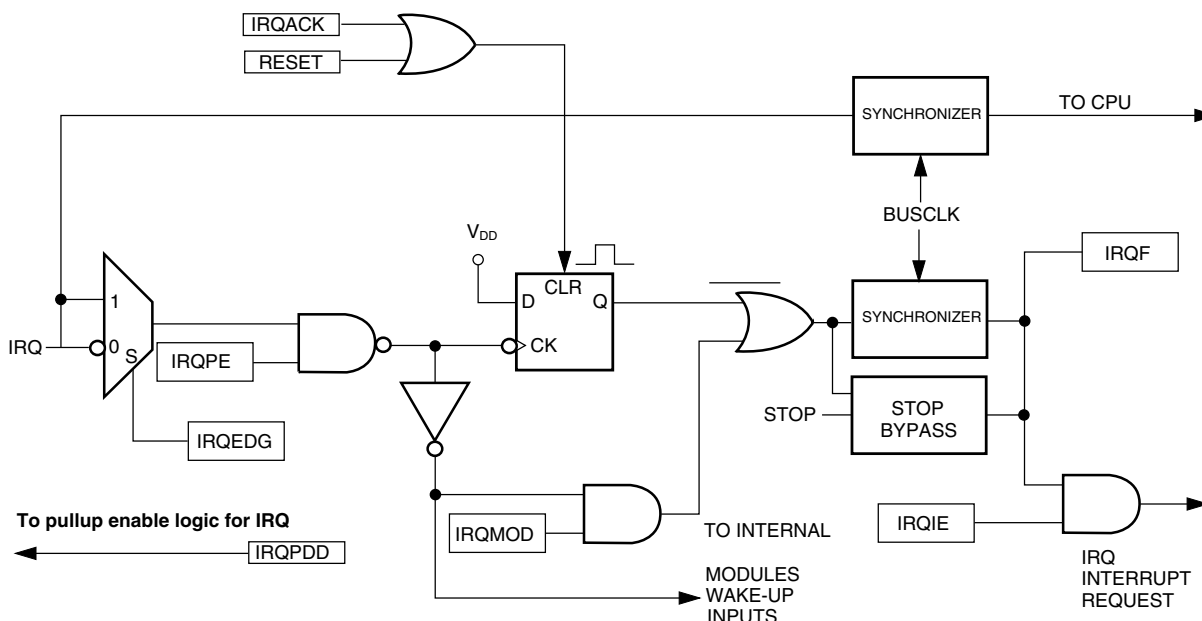 IRQACK
RESET
SYNCHRONIZER
TO CPU
BUSCLK
VDD
IRQF
CLR
D
Q
CK
1
IRQ
0
S
IRQPE
SYNCHRONIZER
STOP
STOP
BYPASS
IRQEDG
To pullup enable logic for IRQ
IRQPDD
IRQMOD
TO INTERNAL
MODULES
WAKE-UP
INPUTS
IRQIE
IRQ
INTERRUPT
REQUEST